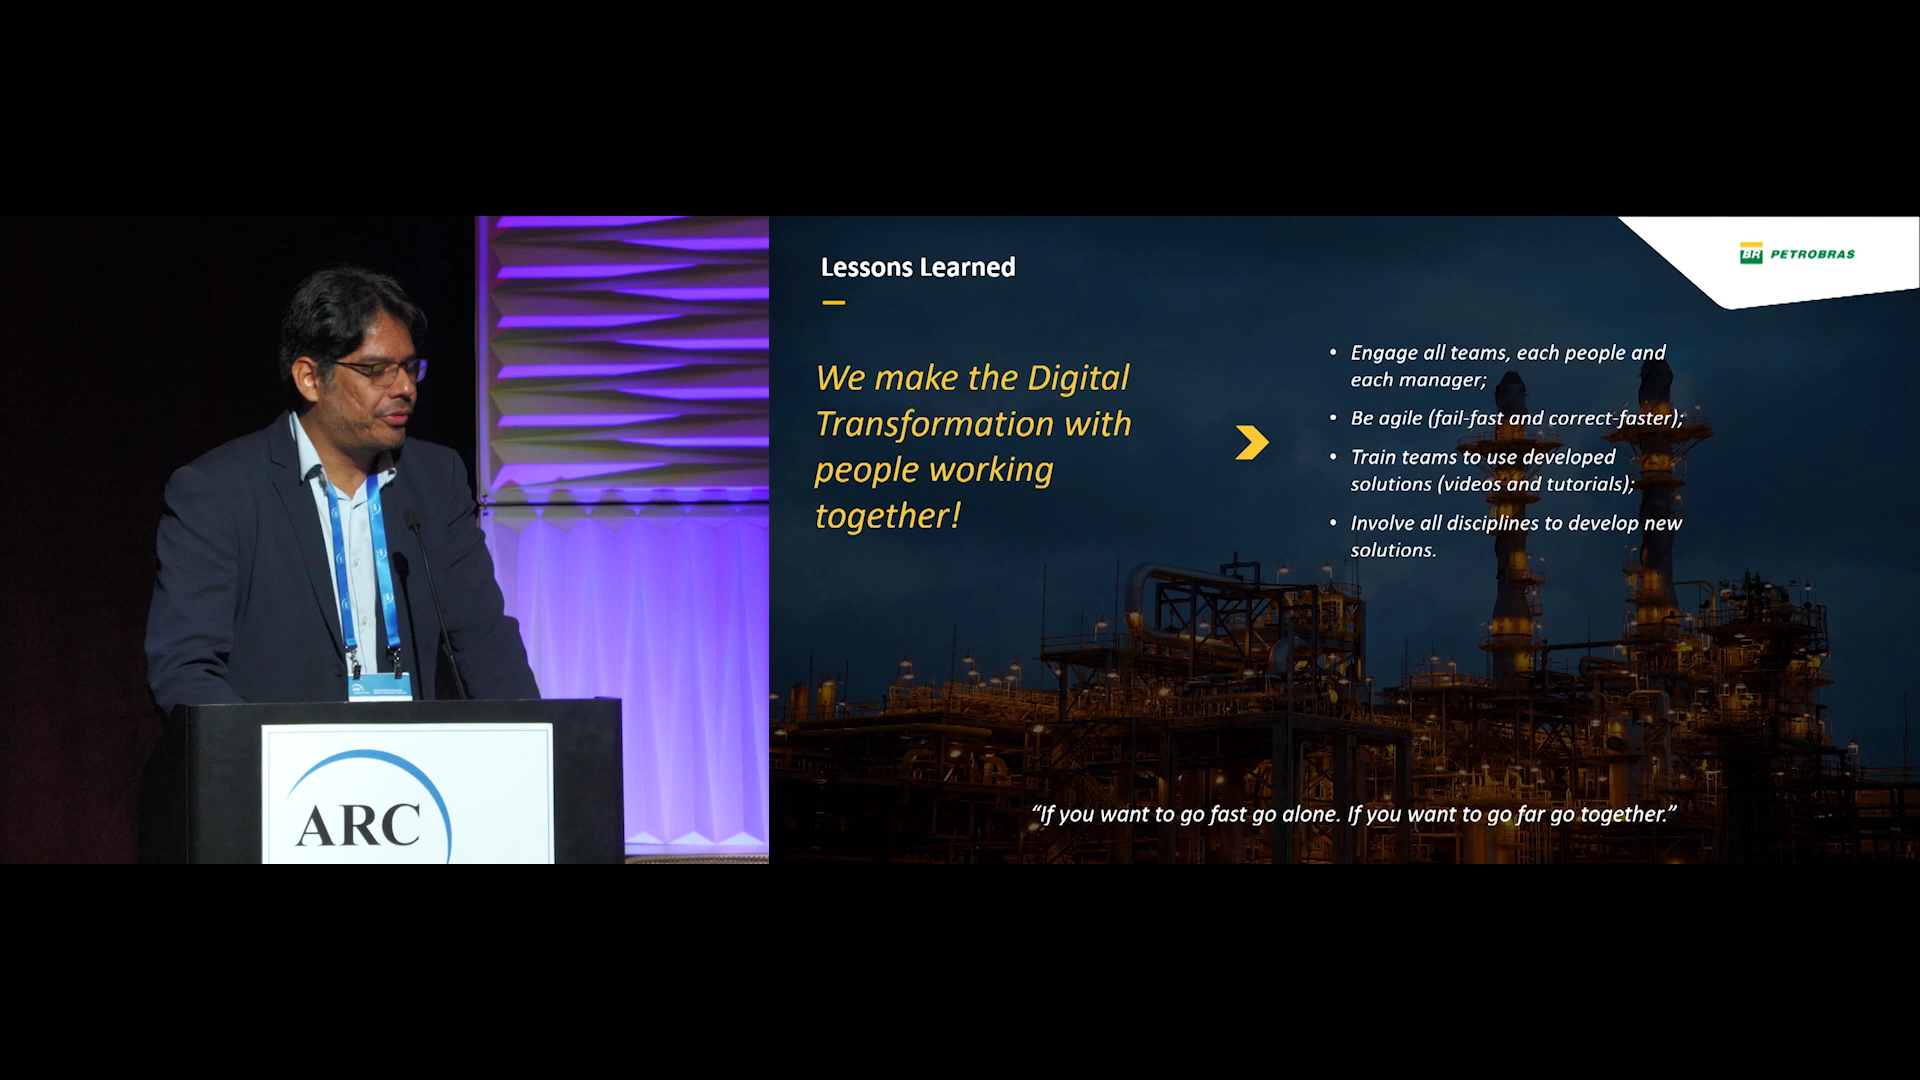 Lessons Learned
BR PETROBRAS
We make the Digital
Transformation with
people working
together!
• Engage all teams, each people and
each manager;
• Be agile (fail-fast and correct-faster);
• Train teams to use developed
solutions (videos and tutorials);
• Involve all disciplines to develop new
solutions.
“If you want to go fast go alone. If you want to go far go together.”
ARC
ARC